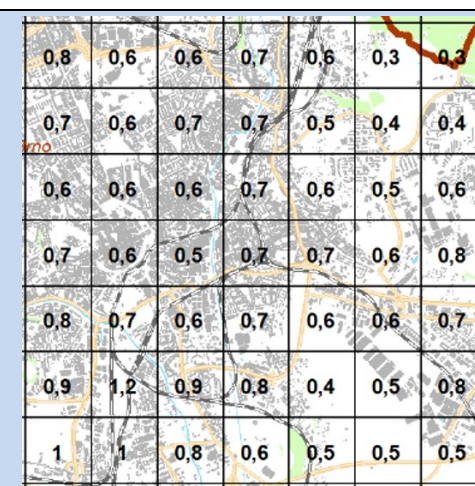 0,8 0,6 0,6 0,7 0,6 0,3 0,3
0,7 0,6 0,7 0,7 0,5 0,4 0,4
rno
0,6 0,6 0,6 0,7 0,6 0,5 0,6
0,7 0,6 0,5 0,7 0,7 0,6 0,8
0,8 0,7 0,6 0,7 0,6 0,6 0,7
0,9 1,2 0,9 0,8 0,4 0,5 0,8
1 1 0,8 0,6 0,5 0,5 0,5